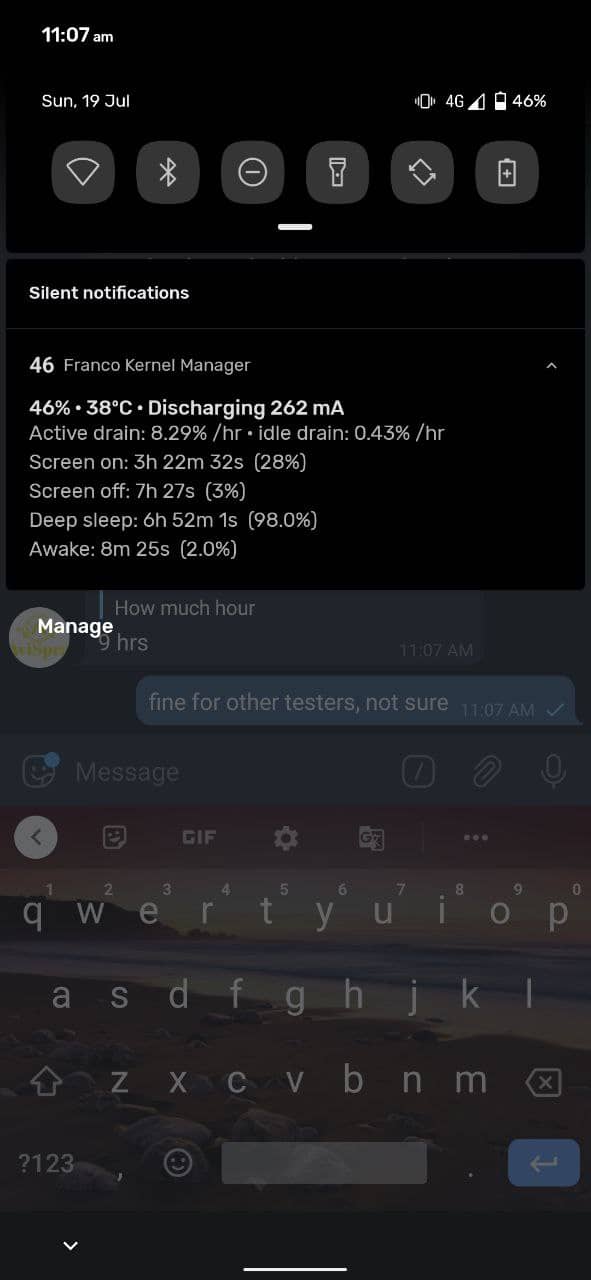 11:07 am
Sun, 19 Jul 4G 46%
Silent notifications
46 Franco Kernel Manager
46% • 38°C • Discharging 262 mA
Active drain: 8.29% /hr • idle drain: 0.43% /hr
Screen on: 3h 22m 32s (28%)
Screen off: 7h 27s (3%)
Deep sleep: 6h 52m 1s (98.0%)
Awake: 8m 25s (2.0%)
How much hour
Manage
9 hrs 11:07 AM
fine for other testers, not sure 11:07 AM
Message
GIF
1 2 3 4 5 6 7 8 9 0
q w e r t y u i o p
a s d f g h j k l
z x c v b n m
?123 , .